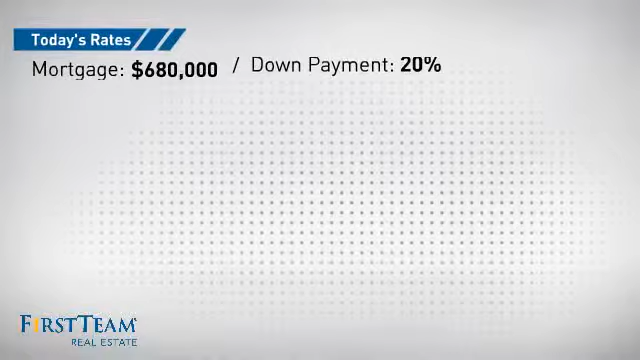 Today's Rates
Mortgage: $680,000 / Down Payment: 20%
FIRSTTEAM®
REAL ESTATE